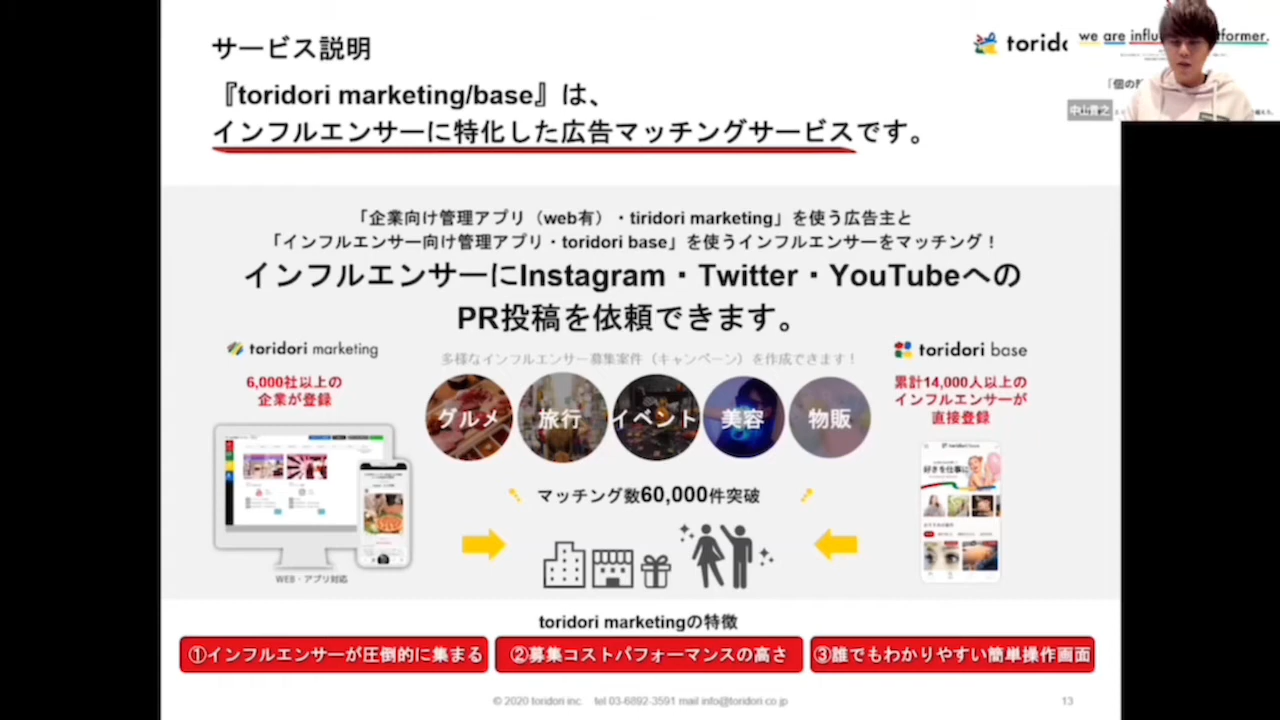 サービス説明
『toridori marketing/base』は、
インフルエンサーに特化した広告マッチングサービスです。
we are
中山貴之
「企業向け管理アプリ（web有）・tiridori marketing」を使う広告主と
「インフルエンサー向け管理アプリ・toridori base」を使うインフルエンサーをマッチング！
インフルエンサーにInstagram・Twitter・YouTubeへの
PR投稿を依頼できます。
toridori marketing
6,000社以上の
企業が登録
WEB・アプリ対応
多様なインフルエンサー募集案件（キャンペーン）を作成できます！
グルメ
旅行
イベント
美容
物販
マッチング数60,000件突破
toridori base
累計14,000人以上の
インフルエンサーが
直接登録
好きを仕事に
toridori marketingの特徴
①インフルエンサーが圧倒的に集まる
②募集コストパフォーマンスの高さ
③誰でもわかりやすい簡単操作画面
© 2020 toridori inc. tel 03-6892-3591 mail info@toridori.co.jp
13